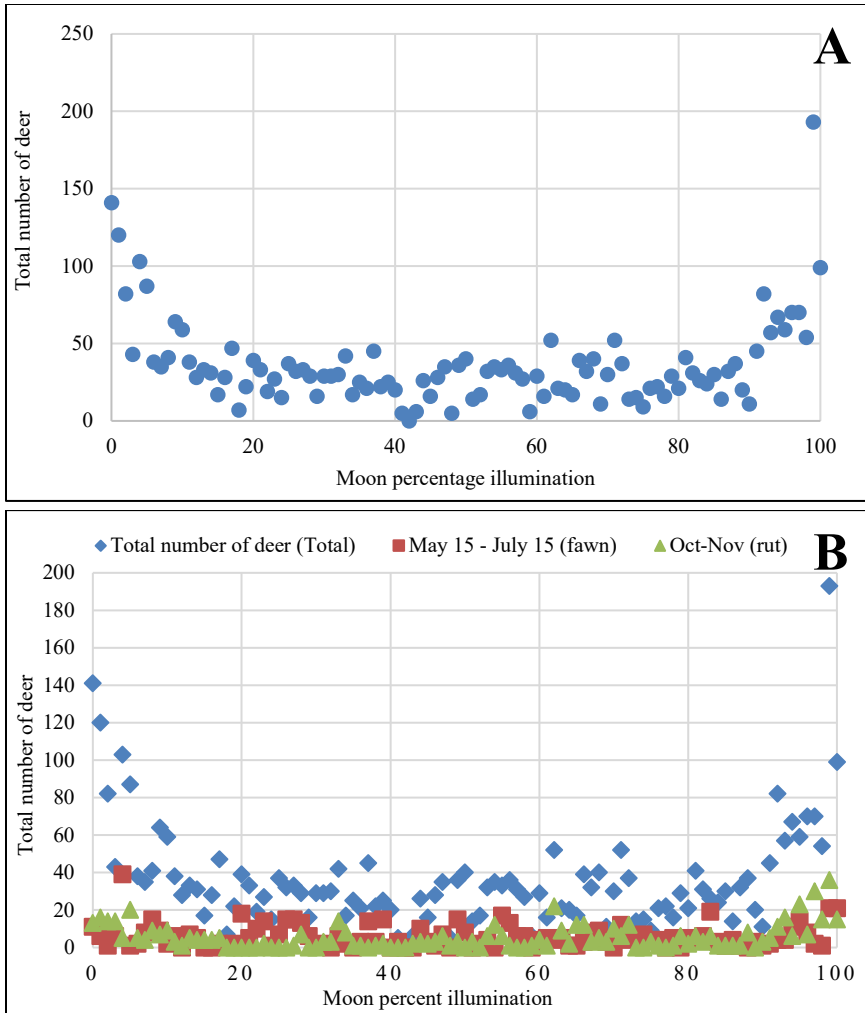 A
250
200
150
100
50
0
Total number of deer
0 20 40 60 80 100
Moon percentage illumination
B
Total number of deer (Total) May 15 - July 15 (fawn) Oct-Nov (rut)
200
180
160
140
120
100
80
60
40
20
0
Total number of deer
0 20 40 60 80 100
Moon percent illumination